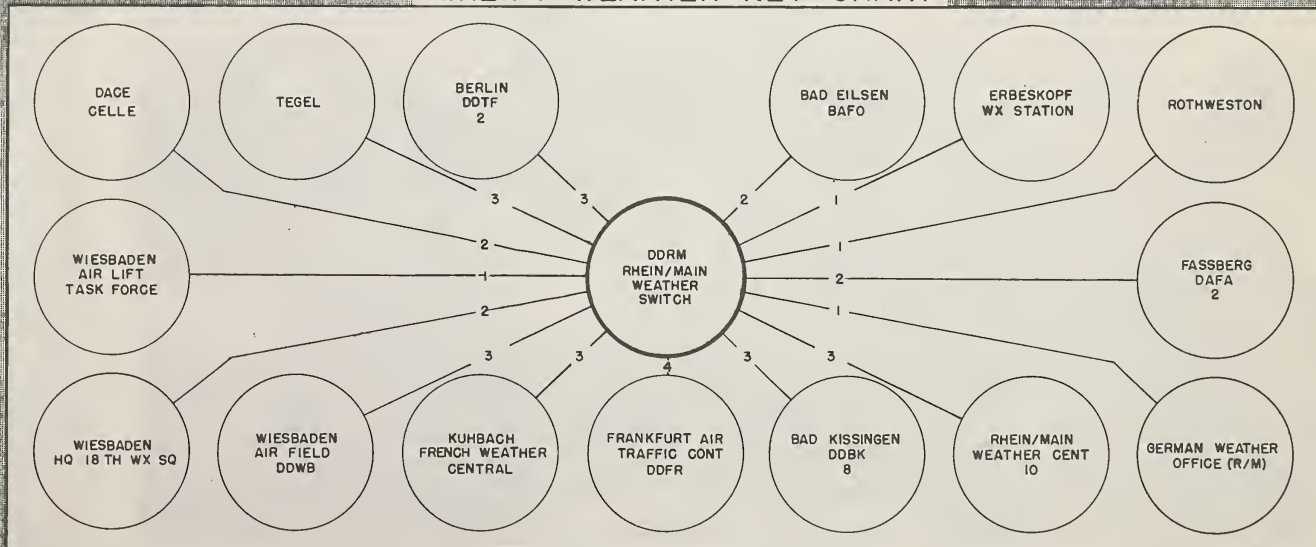 WEATHER NET CHART
DACE
CELLE
TEGEL
BERLIN
DDTF
2
BAD EILSEN
BAFO
ERBESKOPF
WX STATION
ROTHWESTON
3
3
2
1
2
1
WIESBADEN
AIR LIFT
TASK FORCE
1
DDRM
RHEIN/MAIN
WEATHER
SWITCH
2
FASSBERG
DAFA
2
2
1
3
3
4
3
3
WIESBADEN
HQ 18TH WX SQ
WIESBADEN
AIR FIELD
DDWB
KUHBACH
FRENCH WEATHER
CENTRAL
FRANKFURT AIR
TRAFFIC CONT
DDFR
BAD KISSINGEN
DDBK
8
RHEIN/MAIN
WEATHER CENT
10
GERMAN WEATHER
OFFICE (R/M)